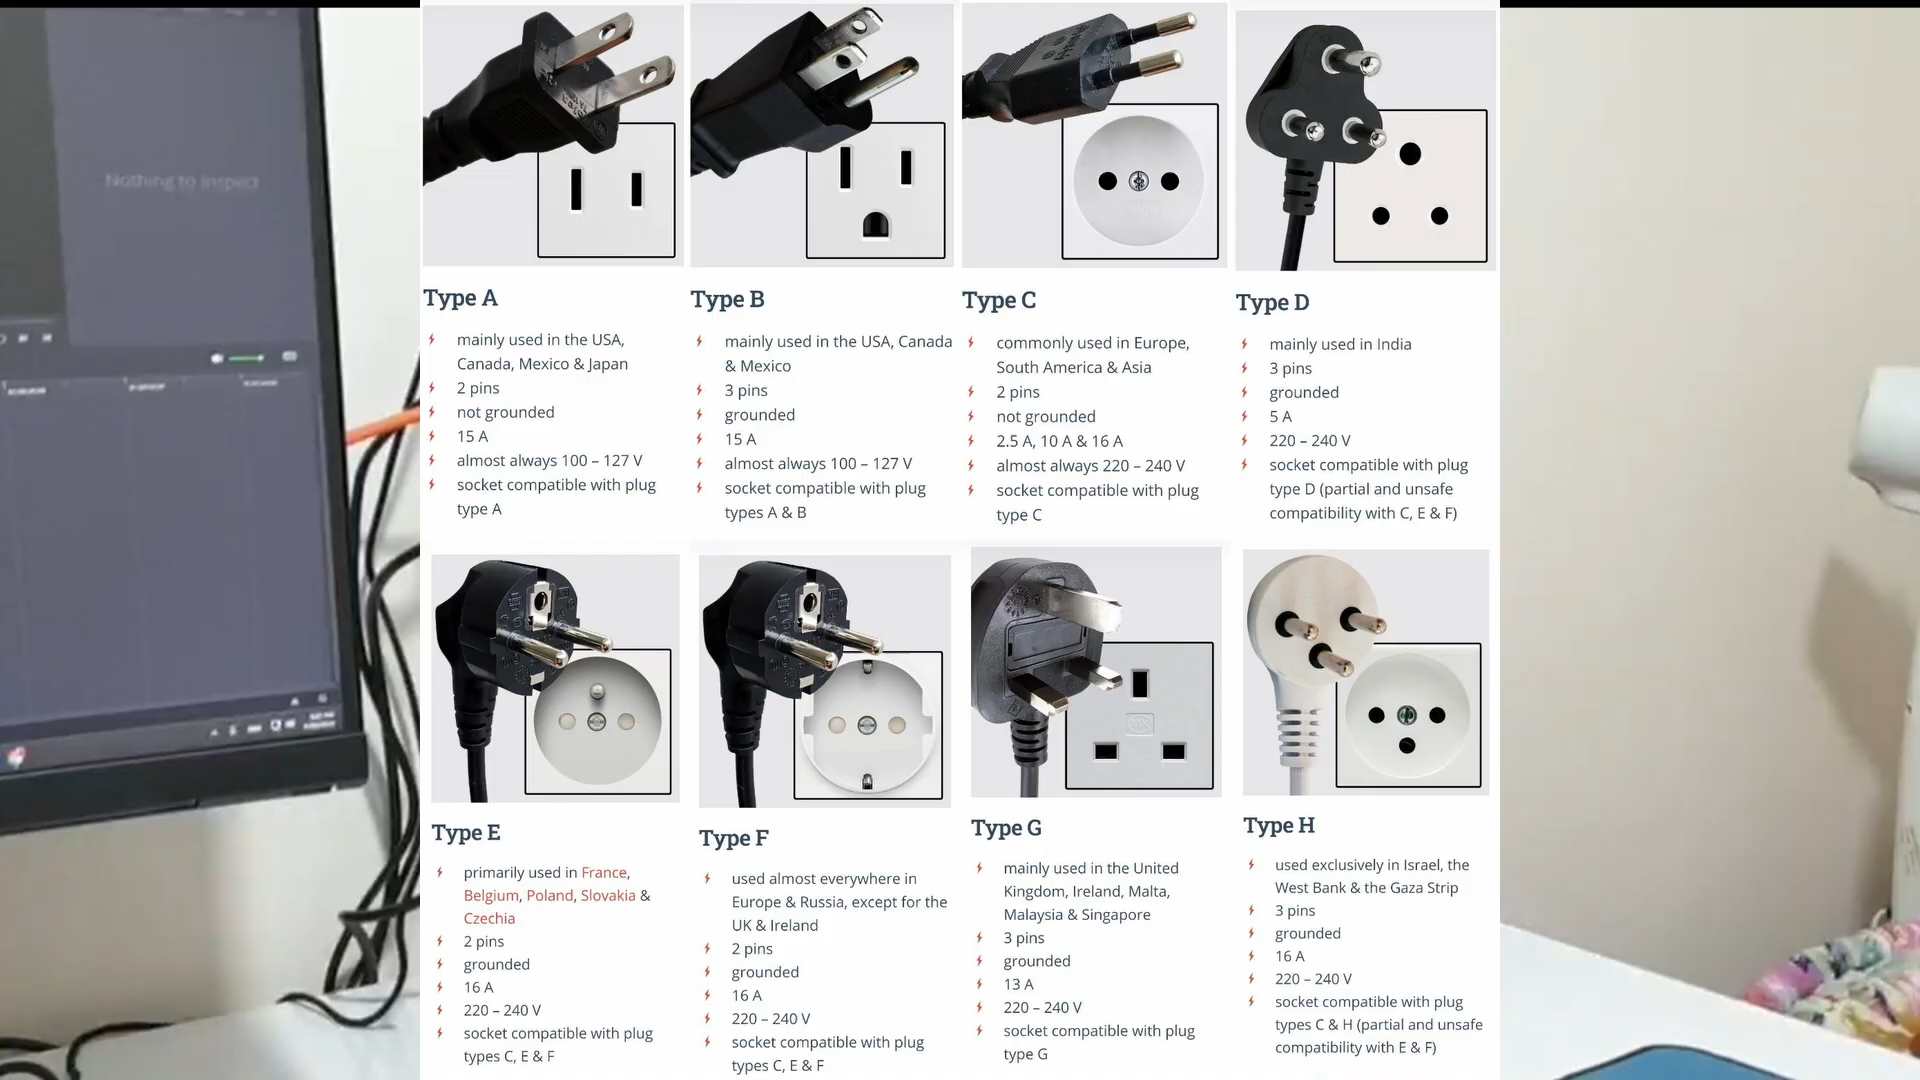 Nothing to inspect
Type A
mainly used in the USA,
Canada, Mexico & Japan
2 pins
not grounded
15 A
almost always 100 – 127 V
socket compatible with plug
type A
Type B
mainly used in the USA, Canada
& Mexico
3 pins
grounded
15 A
almost always 100 – 127 V
socket compatible with plug
types A & B
Type C
commonly used in Europe,
South America & Asia
2 pins
not grounded
2.5 A, 10 A & 16 A
almost always 220 – 240 V
socket compatible with plug
type C
Type D
mainly used in India
3 pins
grounded
5 A
220 – 240 V
socket compatible with plug
type D (partial and unsafe
compatibility with C, E & F)
Type E
primarily used in France,
Belgium, Poland, Slovakia &
Czechia
2 pins
grounded
16 A
220 – 240 V
socket compatible with plug
types C, E & F
Type F
used almost everywhere in
Europe & Russia, except for the
UK & Ireland
2 pins
grounded
16 A
220 – 240 V
socket compatible with plug
types C, E & F
Type G
mainly used in the United
Kingdom, Ireland, Malta,
Malaysia & Singapore
3 pins
grounded
13 A
220 – 240 V
socket compatible with plug
type G
Type H
used exclusively in Israel, the
West Bank & the Gaza Strip
3 pins
grounded
16 A
220 – 240 V
socket compatible with plug
types C & H (partial and unsafe
compatibility with E & F)